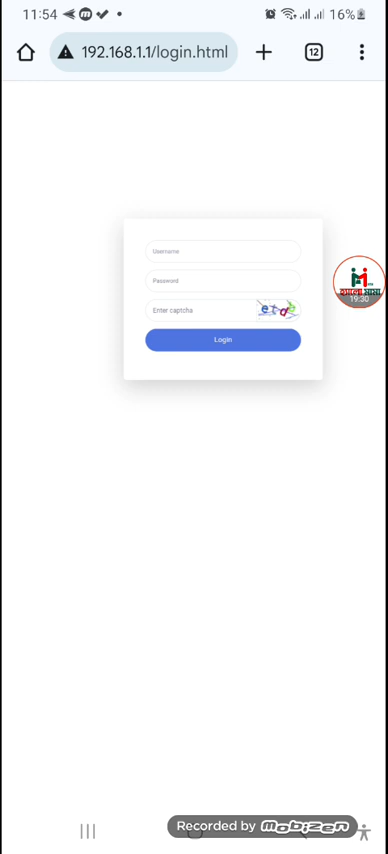 11:54
16%
192.168.1.1/login.html
12
Username
Password
Enter captcha
Login
19:30
Recorded by mobizen